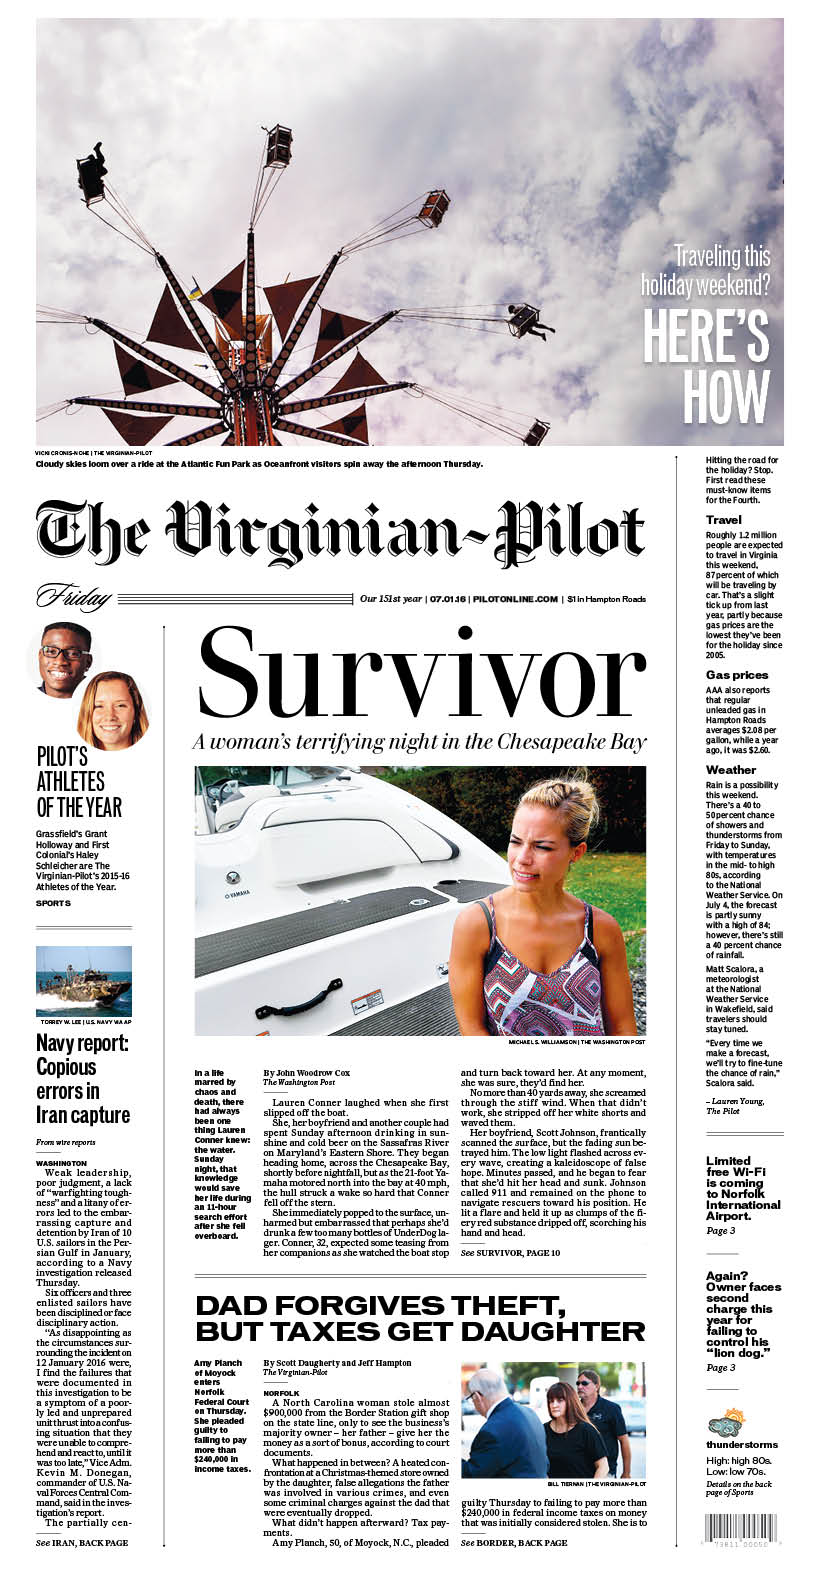 Traveling this
holiday weekend?
HERE'S
HOW
VICKI CRONIS-NOHE | THE VIRGINIAN-PILOT
Cloudy skies loom over a ride at the Atlantic Fun Park as Oceanfront visitors spin away the afternoon Thursday.
The Virginian-Pilot
Friday
Our 151st year | 07.01.16 | PILOTONLINE.COM | $1 in Hampton Roads
PILOT'S
ATHLETES
OF THE YEAR
Grassfield's Grant
Holloway and First
Colonial's Haley
Schleicher are The
Virginian-Pilot's 2015-16
Athletes of the Year.
SPORTS
TORREY W. LEE | U.S. NAVY VIA AP
Navy report:
Copious
errors in
Iran capture
From wire reports
WASHINGTON
Weak leadership,
poor judgment, a lack
of "warfighting tough-
ness" and a litany of er-
rors led to the embar-
rassing capture and
detention by Iran of 10
U.S. sailors in the Per-
sian Gulf in January,
according to a Navy
investigation released
Thursday.
Six officers and three
enlisted sailors have
been disciplined or face
disciplinary action.
"As disappointing as
the circumstances sur-
rounding the incident on
12 January 2016 were,
I find the failures that
were documented in
this investigation to be
a symptom of a poor-
ly led and unprepared
unit thrust into a confus-
ing situation that they
were unable to compre-
hend and react to, until it
was too late," Vice Adm.
Kevin M. Donegan,
commander of U.S. Na-
val Forces Central Com-
mand, said in the inves-
tigation's report.
The partially cen-
See IRAN, BACK PAGE
Survivor
A woman's terrifying night in the Chesapeake Bay
YAMAHA
MICHAEL S. WILLIAMSON | THE WASHINGTON POST
In a life
marred by
chaos and
death, there
had always
been one
thing Lauren
Conner knew:
the water.
Sunday
night, that
knowledge
would save
her life during
an 11-hour
search effort
after she fell
overboard.
By John Woodrow Cox
The Washington Post
Lauren Conner laughed when she first
slipped off the boat.
She, her boyfriend and another couple had
spent Sunday afternoon drinking in sun-
shine and cold beer on the Sassafras River
on Maryland's Eastern Shore. They began
heading home, across the Chesapeake Bay,
shortly before nightfall, but as the 21-foot Ya-
maha motored north into the bay at 40 mph,
the hull struck a wake so hard that Conner
fell off the stern.
She immediately popped to the surface, un-
harmed but embarrassed that perhaps she'd
drunk a few too many bottles of UnderDog la-
ger. Conner, 32, expected some teasing from
her companions as she watched the boat stop
and turn back toward her. At any moment,
she was sure, they'd find her.
No more than 40 yards away, she screamed
through the stiff wind. When that didn't
work, she stripped off her white shorts and
waved them.
Her boyfriend, Scott Johnson, frantically
scanned the surface, but the fading sun be-
trayed him. The low light flashed across ev-
ery wave, creating a kaleidoscope of false
hope. Minutes passed, and he began to fear
that she'd hit her head and sunk. Johnson
called 911 and remained on the phone to
navigate rescuers toward his position. He
lit a flare and held it up as clumps of the fi-
ery red substance dripped off, scorching his
hand and head.
See SURVIVOR, PAGE 10
DAD FORGIVES THEFT,
BUT TAXES GET DAUGHTER
Amy Planch
of Moyock
enters
Norfolk
Federal Court
on Thursday.
She pleaded
guilty to
failing to pay
more than
$240,000 in
income taxes.
By Scott Daugherty and Jeff Hampton
The Virginian-Pilot
NORFOLK
A North Carolina woman stole almost
$900,000 from the Border Station gift shop
on the state line, only to see the business's
majority owner – her father – give her the
money as a sort of bonus, according to court
documents.
What happened in between? A heated con-
frontation at a Christmas-themed store owned
by the daughter, false allegations the father
was involved in various crimes, and even
some criminal charges against the dad that
were eventually dropped.
What didn't happen afterward? Tax pay-
ments.
Amy Planch, 50, of Moyock, N.C., pleaded
BILL TIERNAN | THE VIRGINIAN-PILOT
guilty Thursday to failing to pay more than
$240,000 in federal income taxes on money
that was initially considered stolen. She is to
See BORDER, BACK PAGE
Hitting the road for
the holiday? Stop.
First read these
must-know items
for the Fourth.
Travel
Roughly 1.2 million
people are expected
to travel in Virginia
this weekend,
87 percent of which
will be traveling by
car. That's a slight
tick up from last
year, partly because
gas prices are the
lowest they've been
for the holiday since
2005.
Gas prices
AAA also reports
that regular
unleaded gas in
Hampton Roads
averages $2.08 per
gallon, while a year
ago, it was $2.60.
Weather
Rain is a possibility
this weekend.
There's a 40 to
50 percent chance
of showers and
thunderstorms from
Friday to Sunday,
with temperatures
in the mid- to high
80s, according
to the National
Weather Service. On
July 4, the forecast
is partly sunny
with a high of 84;
however, there's still
a 40 percent chance
of rainfall.
Matt Scalora, a
meteorologist
at the National
Weather Service
in Wakefield, said
travelers should
stay tuned.
"Every time we
make a forecast,
we'll try to fine-tune
the chance of rain,"
Scalora said.
– Lauren Young,
The Pilot
Limited
free Wi-Fi
is coming
to Norfolk
International
Airport.
Page 3
Again?
Owner faces
second
charge this
year for
failing to
control his
"lion dog."
Page 3
thunderstorms
High: high 80s.
Low: low 70s.
Details on the back
page of Sports
7 73811 00050 9